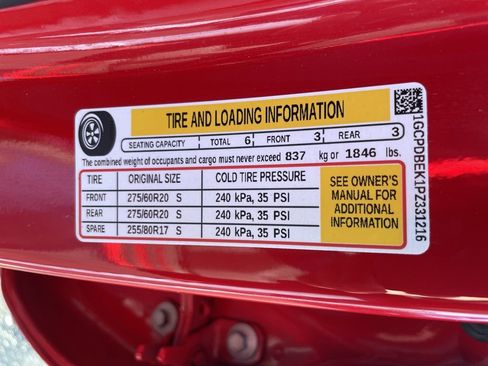 TIRE AND LOADING INFORMATION
SEATING CAPACITY TOTAL 6 FRONT 3 REAR 3
The combined weight of occupants and cargo must never exceed 837 kg or 1846 lbs.
TIRE ORIGINAL SIZE COLD TIRE PRESSURE
FRONT 275/60R20 S 240 kPa, 35 PSI
REAR 275/60R20 S 240 kPa, 35 PSI
SPARE 255/80R17 S 240 kPa, 35 PSI
SEE OWNER'S
MANUAL FOR
ADDITIONAL
INFORMATION
1GCPDBEK1PZ331216